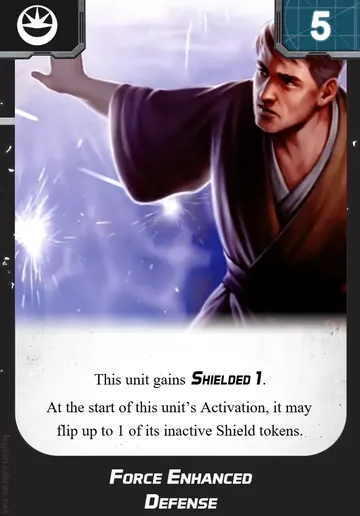 5
This unit gains Shielded 1.
At the start of this unit's Activation, it may
flip up to 1 of its inactive Shield tokens.
Force Enhanced
Defense